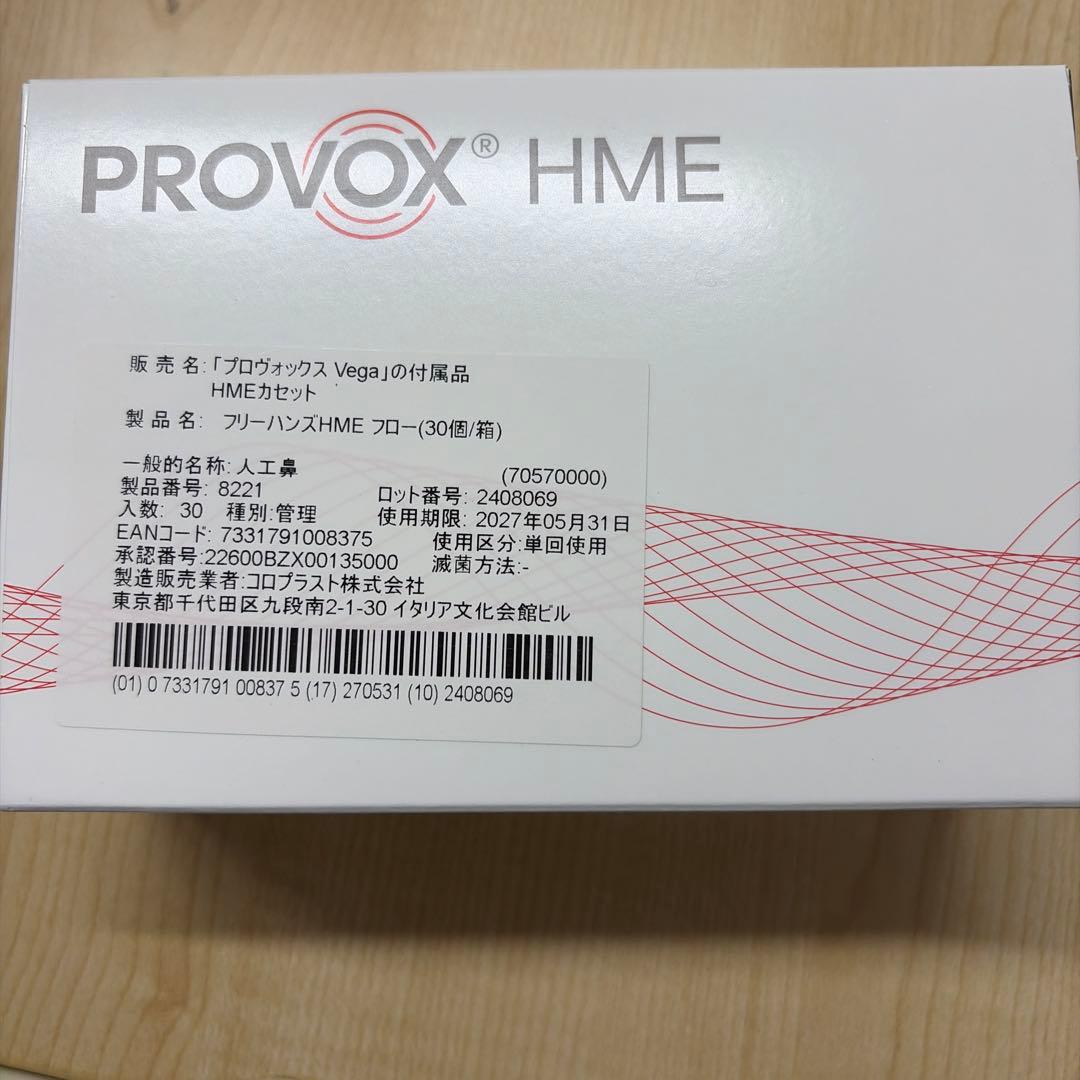 PROVOX® HME
販売名:「プロヴォックス Vega」の付属品
HMEカセット
製品名: フリーハンズHME フロー(30個/箱)
一般的名称:人工鼻 (70570000)
製品番号: 8221 ロット番号: 2408069
入数: 30 種別:管理 使用期限: 2027年05月31日
EANコード: 7331791008375 使用区分:単回使用
承認番号:22600BZX00135000 滅菌方法:-
製造販売業者:コロプラスト株式会社
東京都千代田区九段南2-1-30 イタリア文化会館ビル
(01) 0 7331791 00837 5 (17) 270531 (10) 2408069